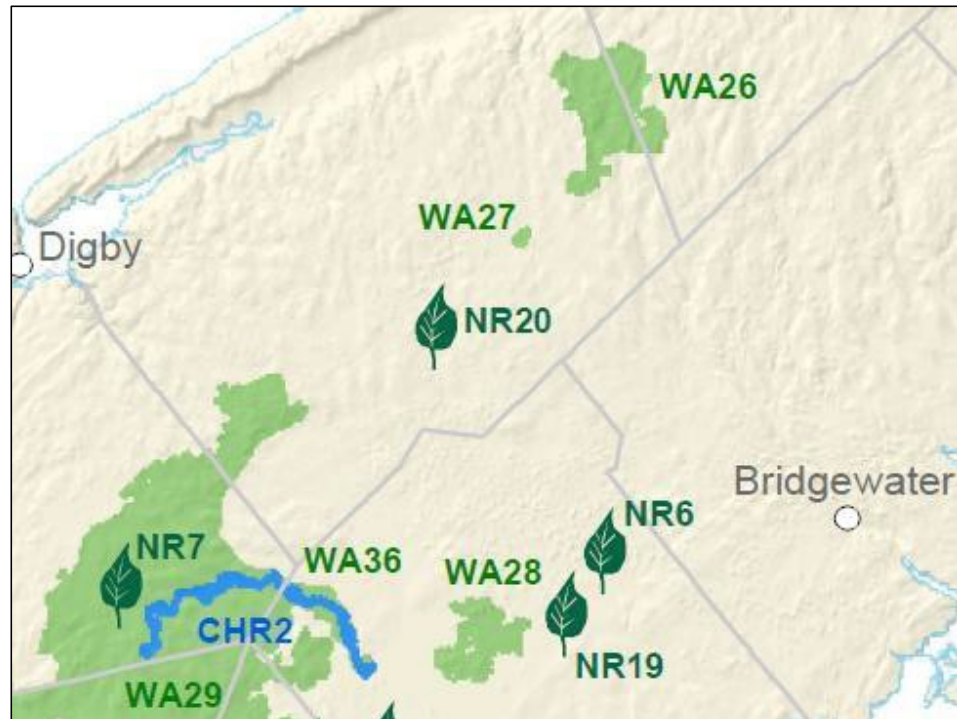 WA26
WA27
Digby
NR20
Bridgewater
NR6
NR7
WA36
WA28
CHR2
NR19
WA29